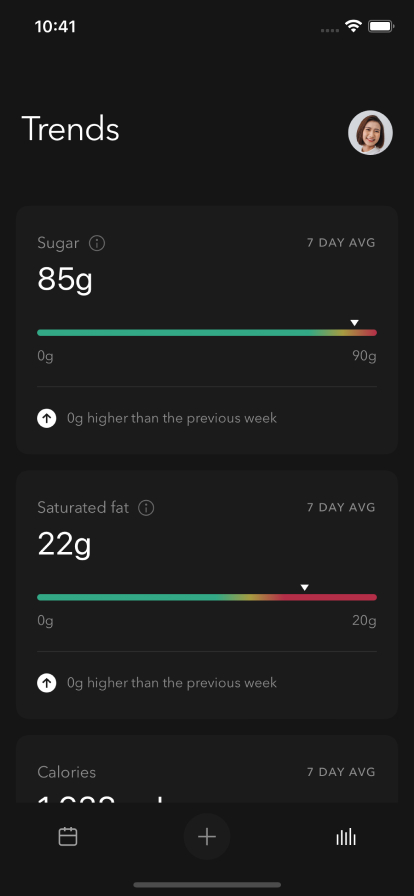 10:41
Trends
Sugar
7 DAY AVG
85g
0g
90g
0g higher than the previous week
Saturated fat
7 DAY AVG
22g
0g
20g
0g higher than the previous week
Calories
7 DAY AVG